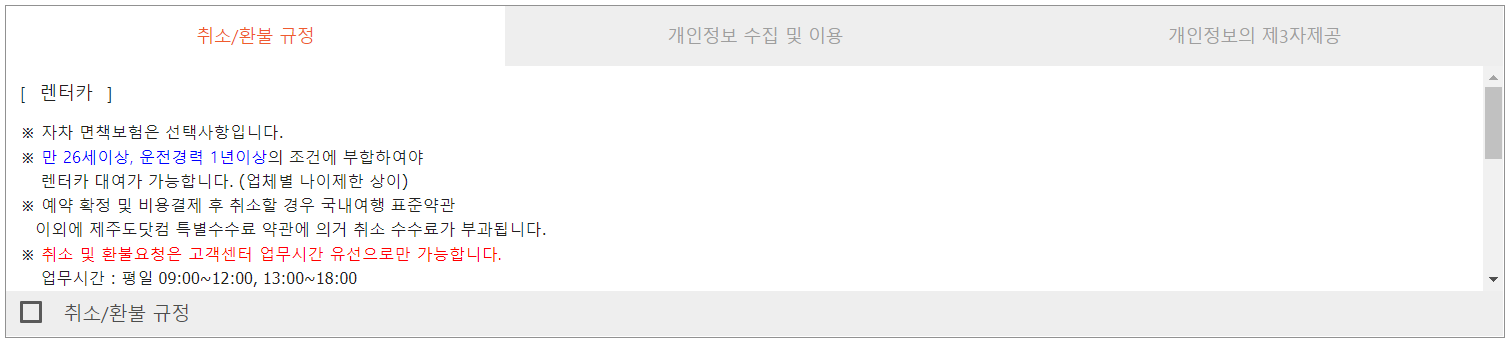 취소/환불 규정
개인정보 수집 및 이용
개인정보의 제3자제공
[ 렌터카 ]
※ 자차 면책보험은 선택사항입니다.
※ 만 26세이상, 운전경력 1년이상의 조건에 부합하여야
렌터카 대여가 가능합니다. (업체별 나이제한 상이)
※ 예약 확정 및 비용결제 후 취소할 경우 국내여행 표준약관
이외에 제주도닷컴 특별수수료 약관에 의거 취소 수수료가 부과됩니다.
※ 취소 및 환불요청은 고객센터 업무시간 유선으로만 가능합니다.
업무시간 : 평일 09:00~12:00, 13:00~18:00
취소/환불 규정